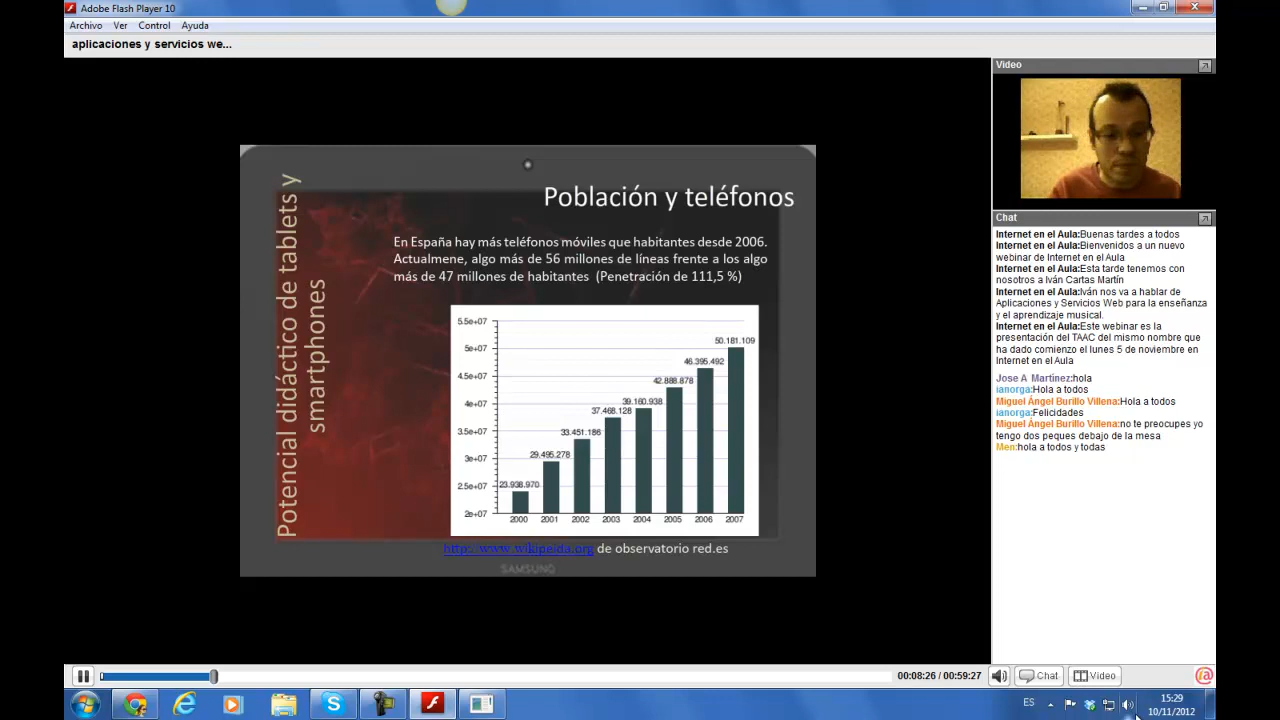 Adobe Flash Player 10
Archivo Ver Control Ayuda
aplicaciones y servicios we...
Potencial didáctico de tablets y
smartphones
Población y teléfonos
En España hay más teléfonos móviles que habitantes desde 2006.
Actualmene, algo más de 56 millones de líneas frente a los algo
más de 47 millones de habitantes (Penetración de 111,5 %)
5.5e+07
5e+07
4.5e+07
4e+07
3.5e+07
3e+07
2.5e+07
2e+07
23.938.970
29.495.278
33.451.186
37.468.128
39.160.938
42.888.878
46.395.492
50.181.109
2000 2001 2002 2003 2004 2005 2006 2007
http:/www.wikipeida.org de observatorio red.es
SAMSUNG
Video
Chat
Internet en el Aula:Buenas tardes a todos
Internet en el Aula:Bienvenidos a un nuevo
webinar de Internet en el Aula
Internet en el Aula:Esta tarde tenemos con
nosotros a Iván Cartas Martín
Internet en el Aula:Iván nos va a hablar de
Aplicaciones y Servicios Web para la enseñanza
y el aprendizaje musical.
Internet en el Aula:Este webinar es la
presentación del TAAC del mismo nombre que
ha dado comienzo el lunes 5 de noviembre en
Internet en el Aula
Jose A Martínez:hola
ianorga:Hola a todos
Miguel Ángel Burillo Villena:Hola a todos
ianorga:Felicidades
Miguel Ángel Burillo Villena:no te preocupes yo
tengo dos peques debajo de la mesa
Men:hola a todos y todas
00:08:26 / 00:59:27
Chat
Video
ES
15:29
10/11/2012